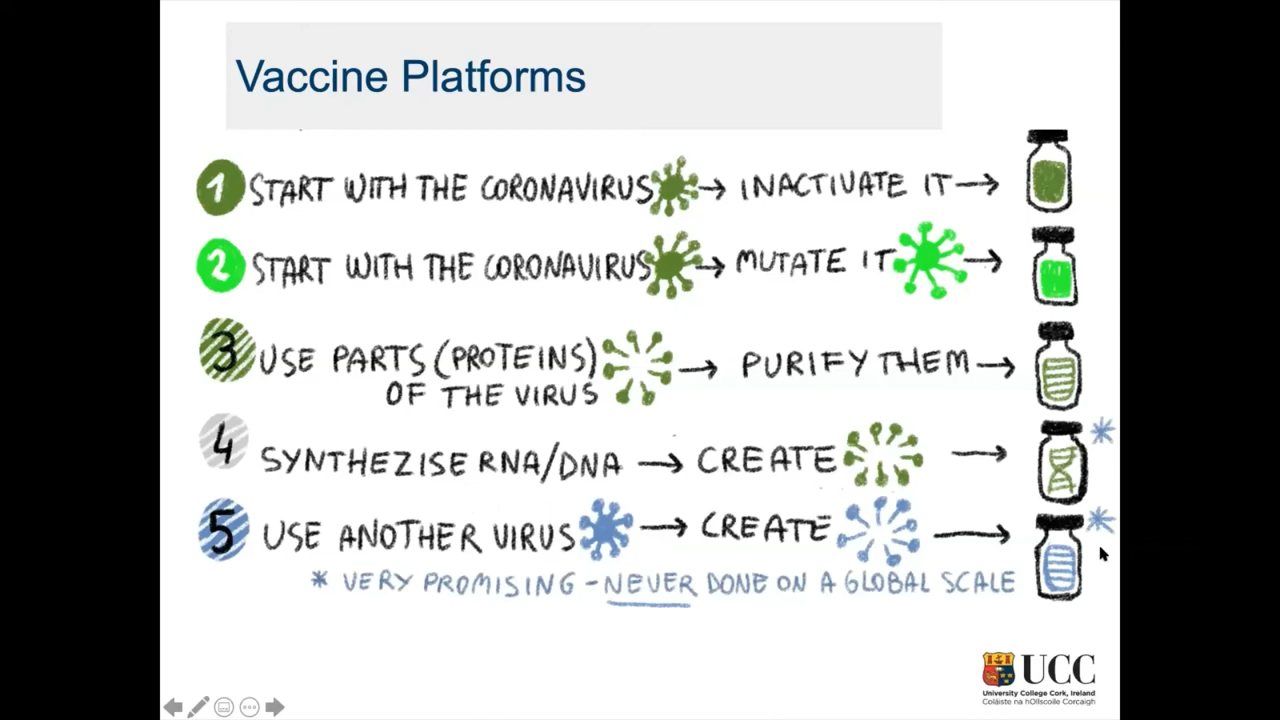 Vaccine Platforms
1 START WITH THE CORONAVIRUS → INACTIVATE IT →
2 START WITH THE CORONAVIRUS → MUTATE IT →
3 USE PARTS (PROTEINS) → PURIFY THEM →
OF THE VIRUS
4 SYNTHEZISE RNA/DNA → CREATE → *
5 USE ANOTHER VIRUS → CREATE → *
* VERY PROMISING - NEVER DONE ON A GLOBAL SCALE
UCC
University College Cork, Ireland
Coláiste na hOllscoile Corcaigh